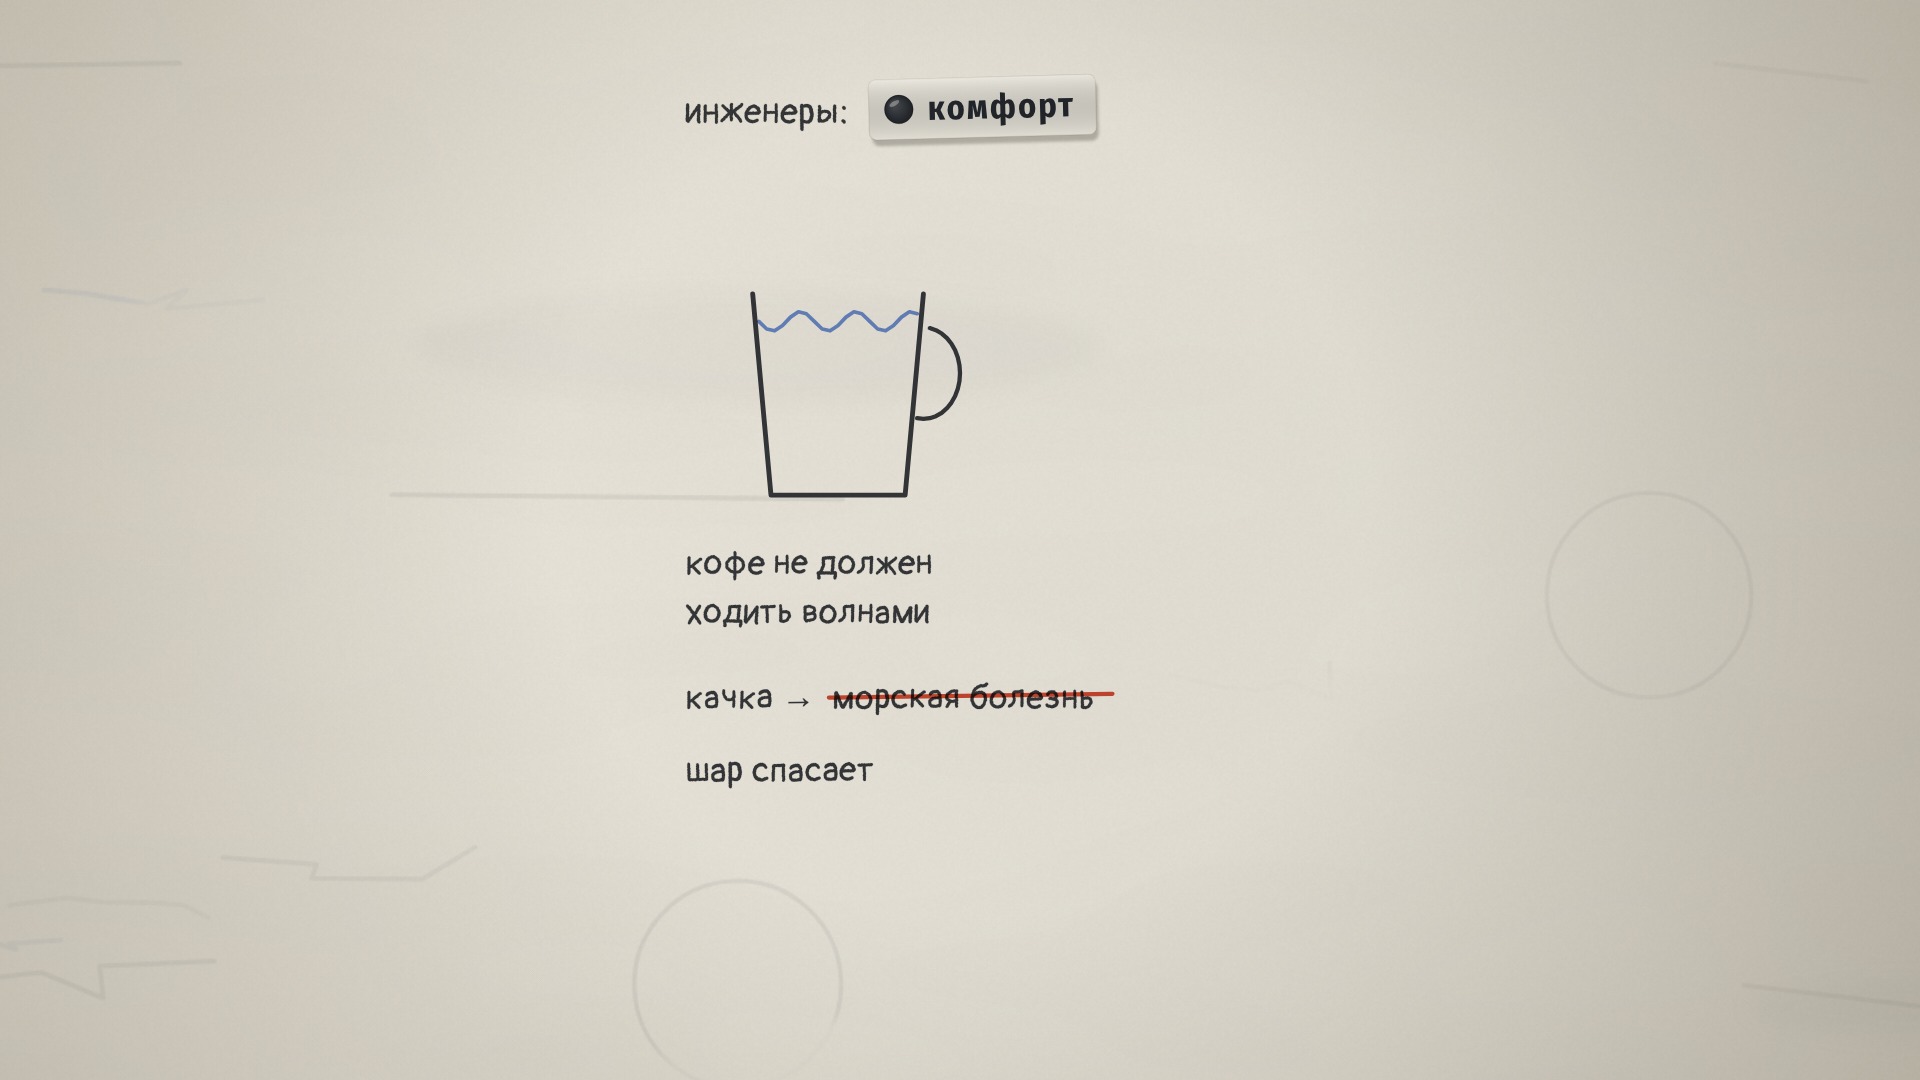 инженеры: комфорт
кофе не должен
ходить волнами
качка → морская болезнь
шар спасает